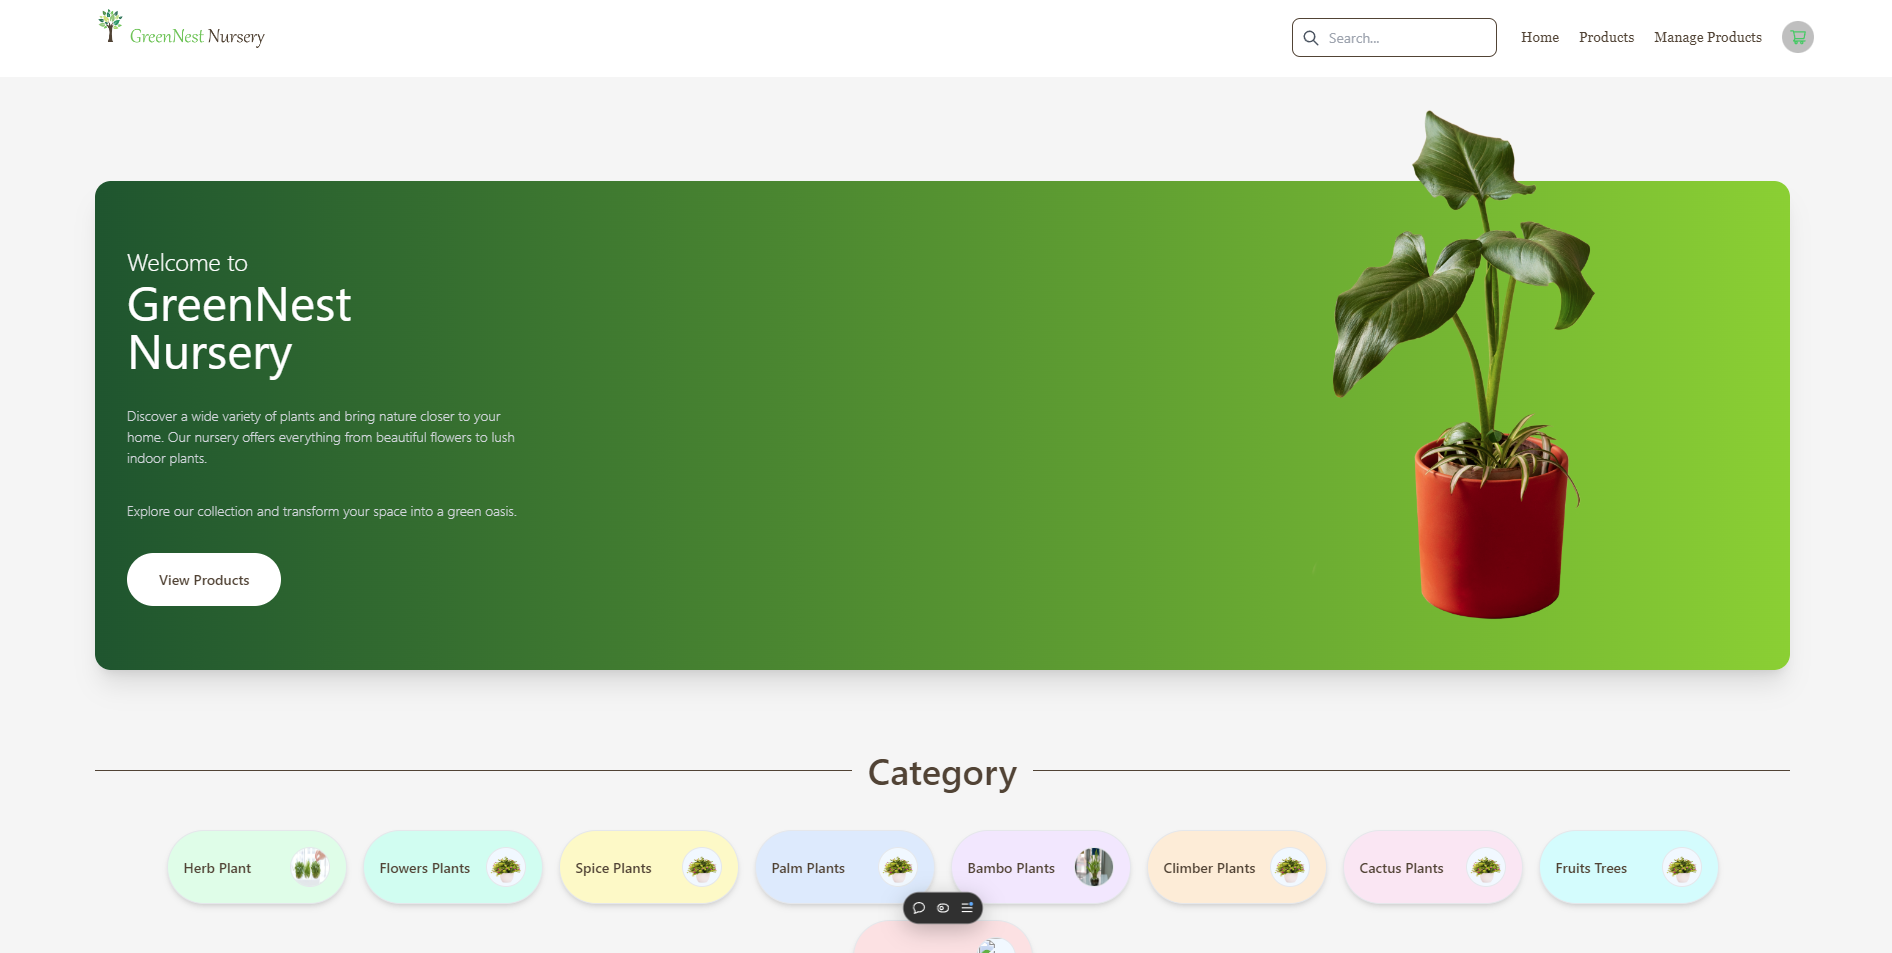 GreenNest Nursery
Search...
Home
Products
Manage Products
Welcome to
GreenNest
Nursery
Discover a wide variety of plants and bring nature closer to your
home. Our nursery offers everything from beautiful flowers to lush
indoor plants.
Explore our collection and transform your space into a green oasis.
View Products
Category
Herb Plant
Flowers Plants
Spice Plants
Palm Plants
Bambo Plants
Climber Plants
Cactus Plants
Fruits Trees